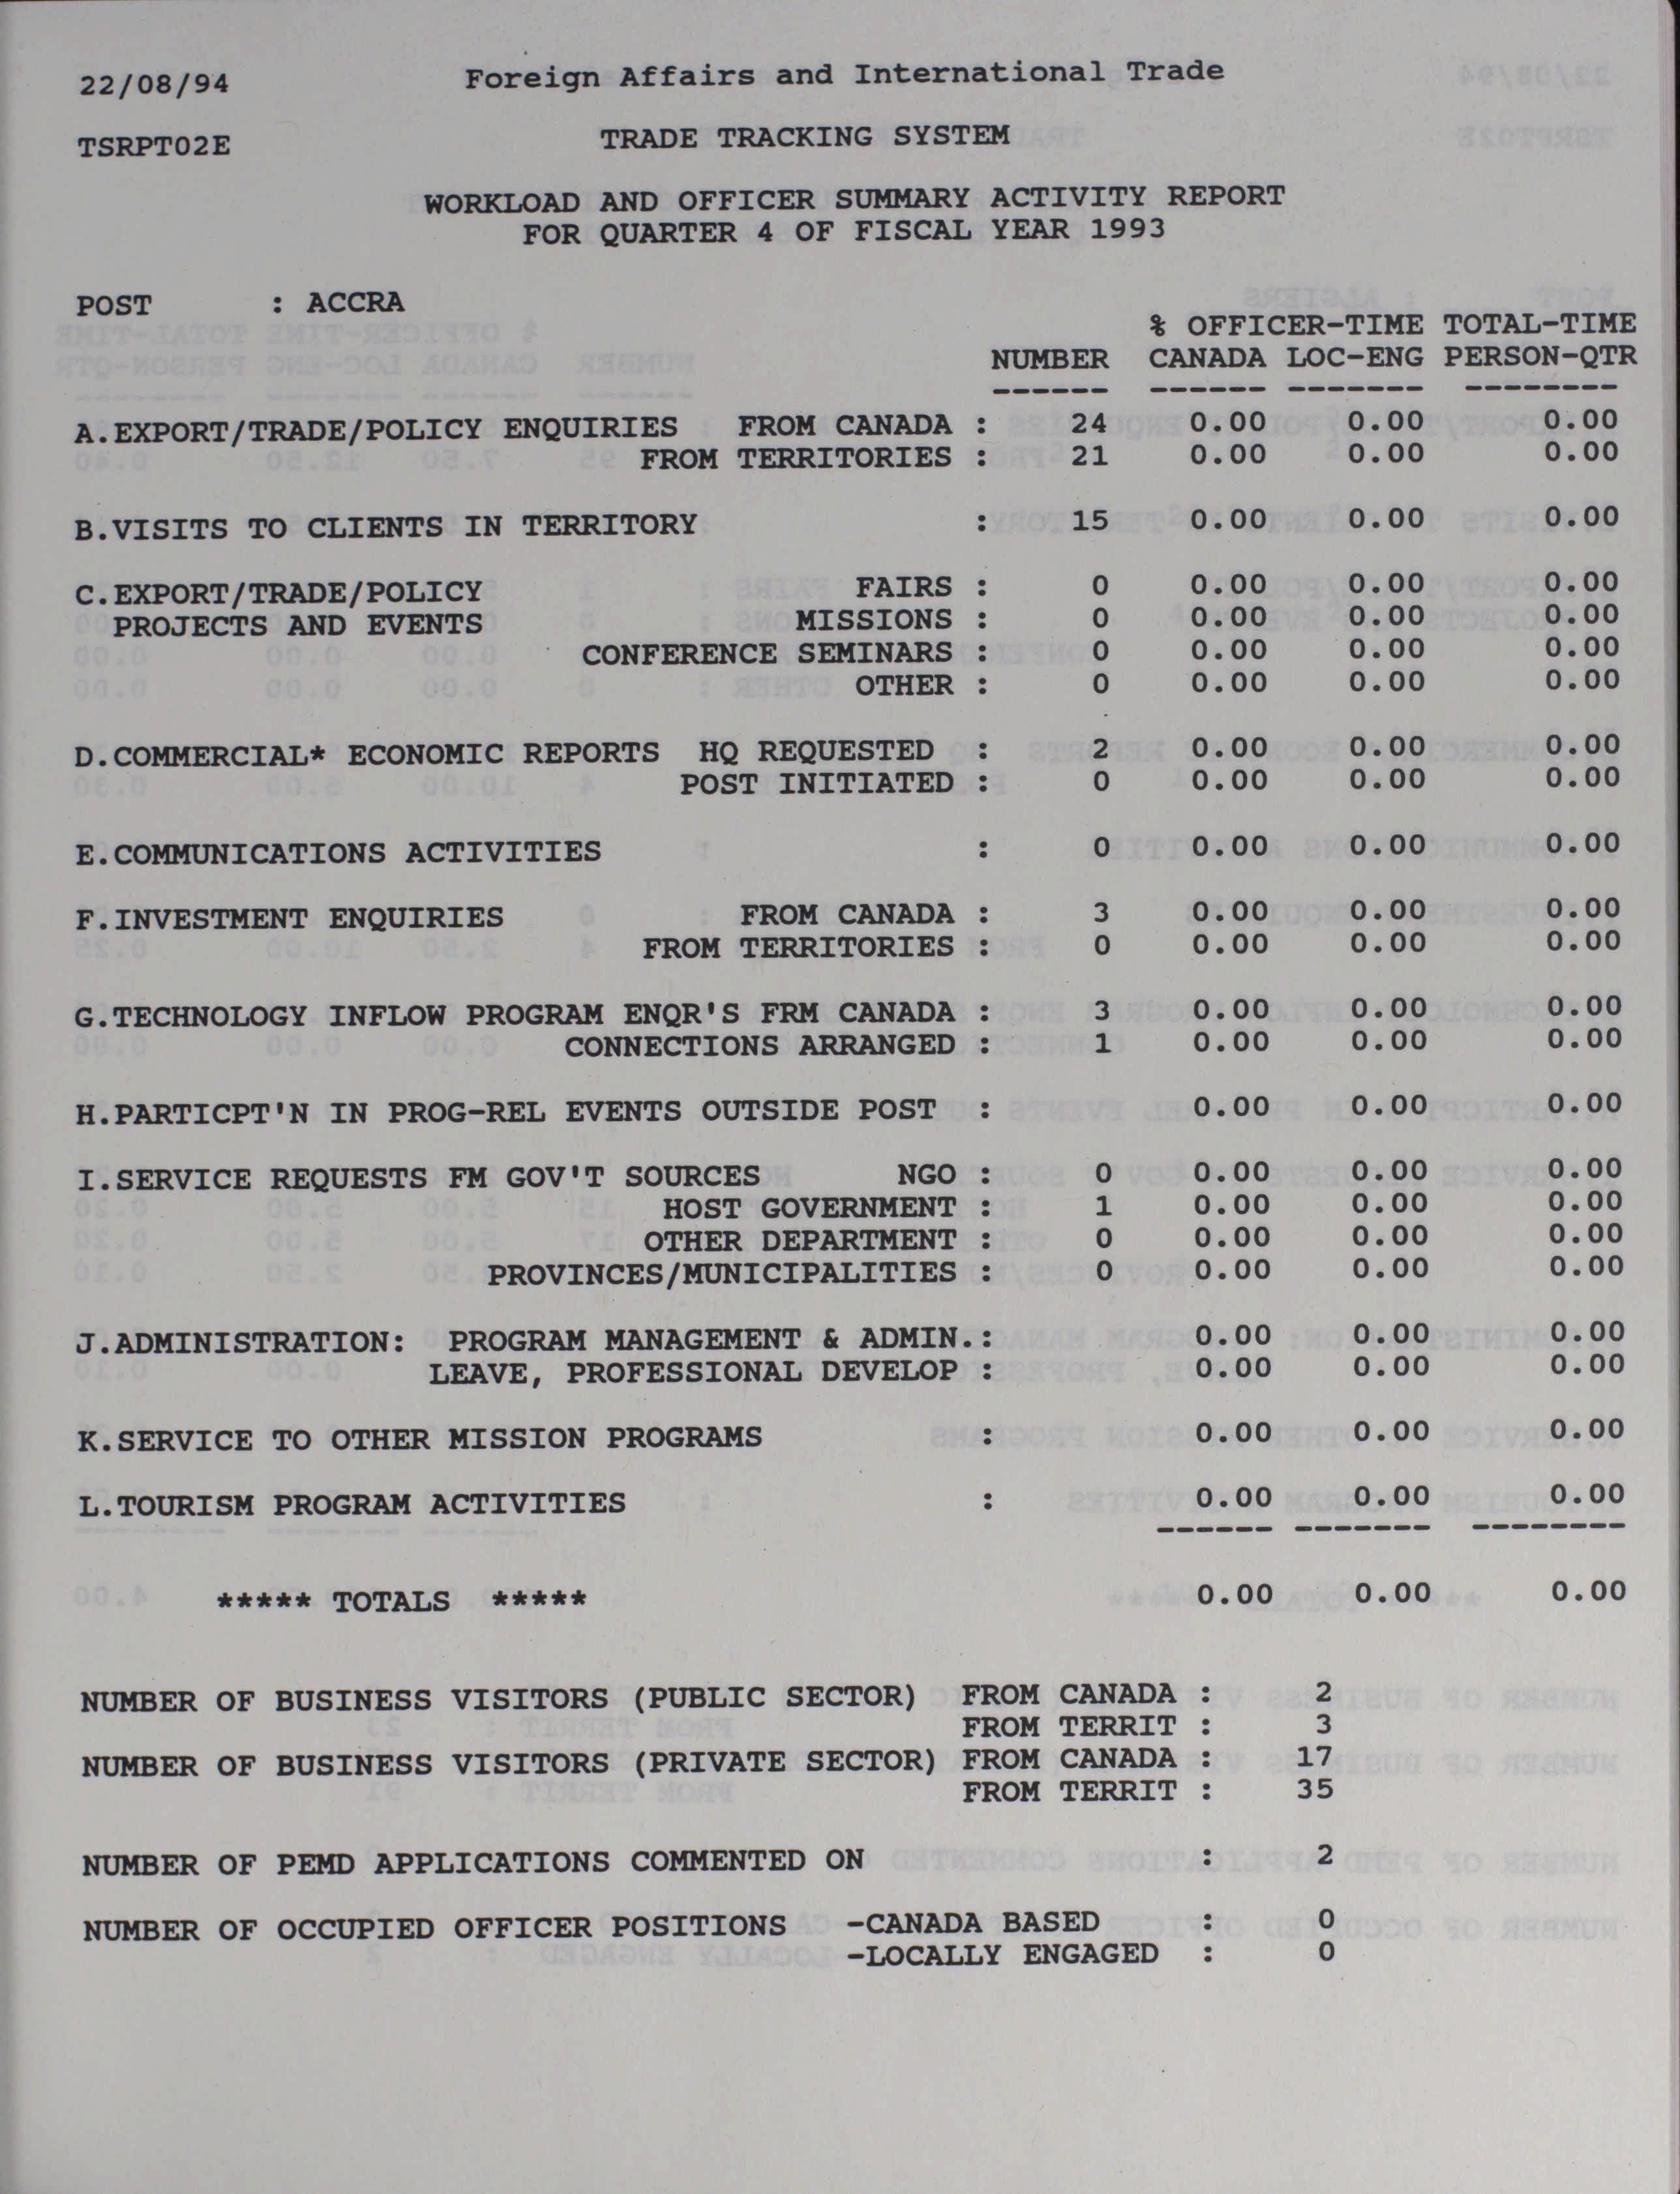 22/08/94 Foreign Affairs and International Trade
TSRPT02E TRADE TRACKING SYSTEM
WORKLOAD AND OFFICER SUMMARY ACTIVITY REPORT
FOR QUARTER 4 OF FISCAL YEAR 1993
POST : ACCRA
% OFFICER-TIME TOTAL-TIME
NUMBER CANADA LOC-ENG PERSON-QTR
------ ------ ------- --------
A.EXPORT/TRADE/POLICY ENQUIRIES FROM CANADA : 24 0.00 0.00 0.00
FROM TERRITORIES : 21 0.00 0.00 0.00
B.VISITS TO CLIENTS IN TERRITORY : 15 0.00 0.00 0.00
C.EXPORT/TRADE/POLICY FAIRS : 0 0.00 0.00 0.00
PROJECTS AND EVENTS MISSIONS : 0 0.00 0.00 0.00
CONFERENCE SEMINARS : 0 0.00 0.00 0.00
OTHER : 0 0.00 0.00 0.00
D.COMMERCIAL* ECONOMIC REPORTS HQ REQUESTED : 2 0.00 0.00 0.00
POST INITIATED : 0 0.00 0.00 0.00
E.COMMUNICATIONS ACTIVITIES : 0 0.00 0.00 0.00
F.INVESTMENT ENQUIRIES FROM CANADA : 3 0.00 0.00 0.00
FROM TERRITORIES : 0 0.00 0.00 0.00
G.TECHNOLOGY INFLOW PROGRAM ENQR'S FRM CANADA : 3 0.00 0.00 0.00
CONNECTIONS ARRANGED : 1 0.00 0.00 0.00
H.PARTICPT'N IN PROG-REL EVENTS OUTSIDE POST : 0.00 0.00 0.00
I.SERVICE REQUESTS FM GOV'T SOURCES NGO : 0 0.00 0.00 0.00
HOST GOVERNMENT : 1 0.00 0.00 0.00
OTHER DEPARTMENT : 0 0.00 0.00 0.00
PROVINCES/MUNICIPALITIES : 0 0.00 0.00 0.00
J.ADMINISTRATION: PROGRAM MANAGEMENT & ADMIN.: 0.00 0.00 0.00
LEAVE, PROFESSIONAL DEVELOP : 0.00 0.00 0.00
K.SERVICE TO OTHER MISSION PROGRAMS : 0.00 0.00 0.00
L.TOURISM PROGRAM ACTIVITIES : 0.00 0.00 0.00
------ ------- --------
***** TOTALS ***** 0.00 0.00 0.00
NUMBER OF BUSINESS VISITORS (PUBLIC SECTOR) FROM CANADA : 2
FROM TERRIT : 3
NUMBER OF BUSINESS VISITORS (PRIVATE SECTOR) FROM CANADA : 17
FROM TERRIT : 35
NUMBER OF PEMD APPLICATIONS COMMENTED ON : 2
NUMBER OF OCCUPIED OFFICER POSITIONS -CANADA BASED : 0
-LOCALLY ENGAGED : 0